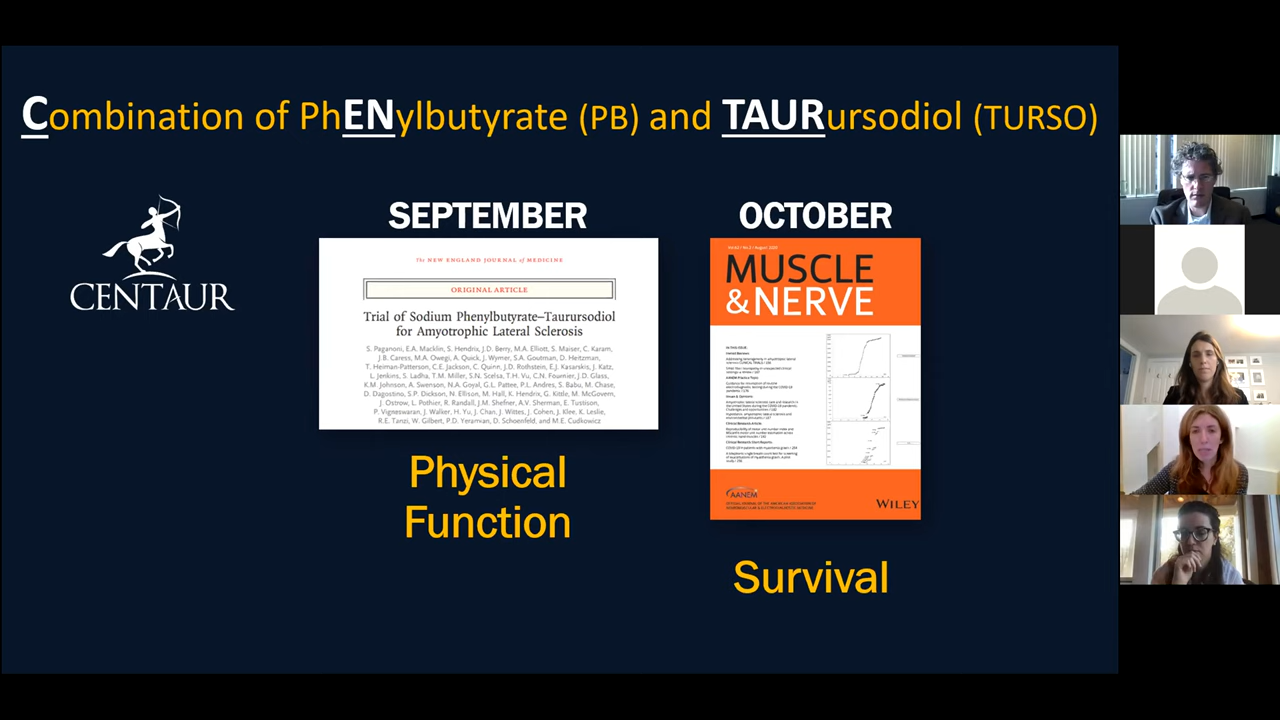 Combination of PhENylbutyrate (PB) and TAURursodiol (TURSO)
CENTAUR
SEPTEMBER
The NEW ENGLAND JOURNAL of MEDICINE
ORIGINAL ARTICLE
Trial of Sodium Phenylbutyrate–Taurursodiol
for Amyotrophic Lateral Sclerosis
S. Paganoni, E.A. Macklin, S. Hendrix, J.D. Berry, M.A. Elliott, S. Maiser, C. Karam,
J.B. Caress, M.A. Owegi, A. Quick, J. Wymer, S.A. Goutman, D. Heitzman,
T. Heiman-Patterson, C.E. Jackson, C. Quinn, J.D. Rothstein, E.J. Kasarskis, J. Katz,
L. Jenkins, S. Ladha, T.M. Miller, S.N. Scelsa, T.H. Vu, C.N. Fournier, J.D. Glass,
K.M. Johnson, A. Swenson, N.A. Goyal, G.L. Pattee, P.L. Andres, S. Babu, M. Chase,
D. Dagostino, S.P. Dickson, N. Ellison, M. Hall, K. Hendrix, G. Kittle, M. McGovern,
J. Ostrow, L. Pothier, R. Randall, J.M. Shefner, A.V. Sherman, E. Tustison,
P. Vigneswaran, J. Walker, H. Yu, J. Chan, J. Wittes, J. Cohen, J. Klee, K. Leslie,
R.E. Tanzi, W. Gilbert, P.D. Yeramian, D. Schoenfeld, and M.E. Cudkowicz
Physical
Function
OCTOBER
MUSCLE
& NERVE
IN THIS ISSUE:
AANEM
WILEY
Survival